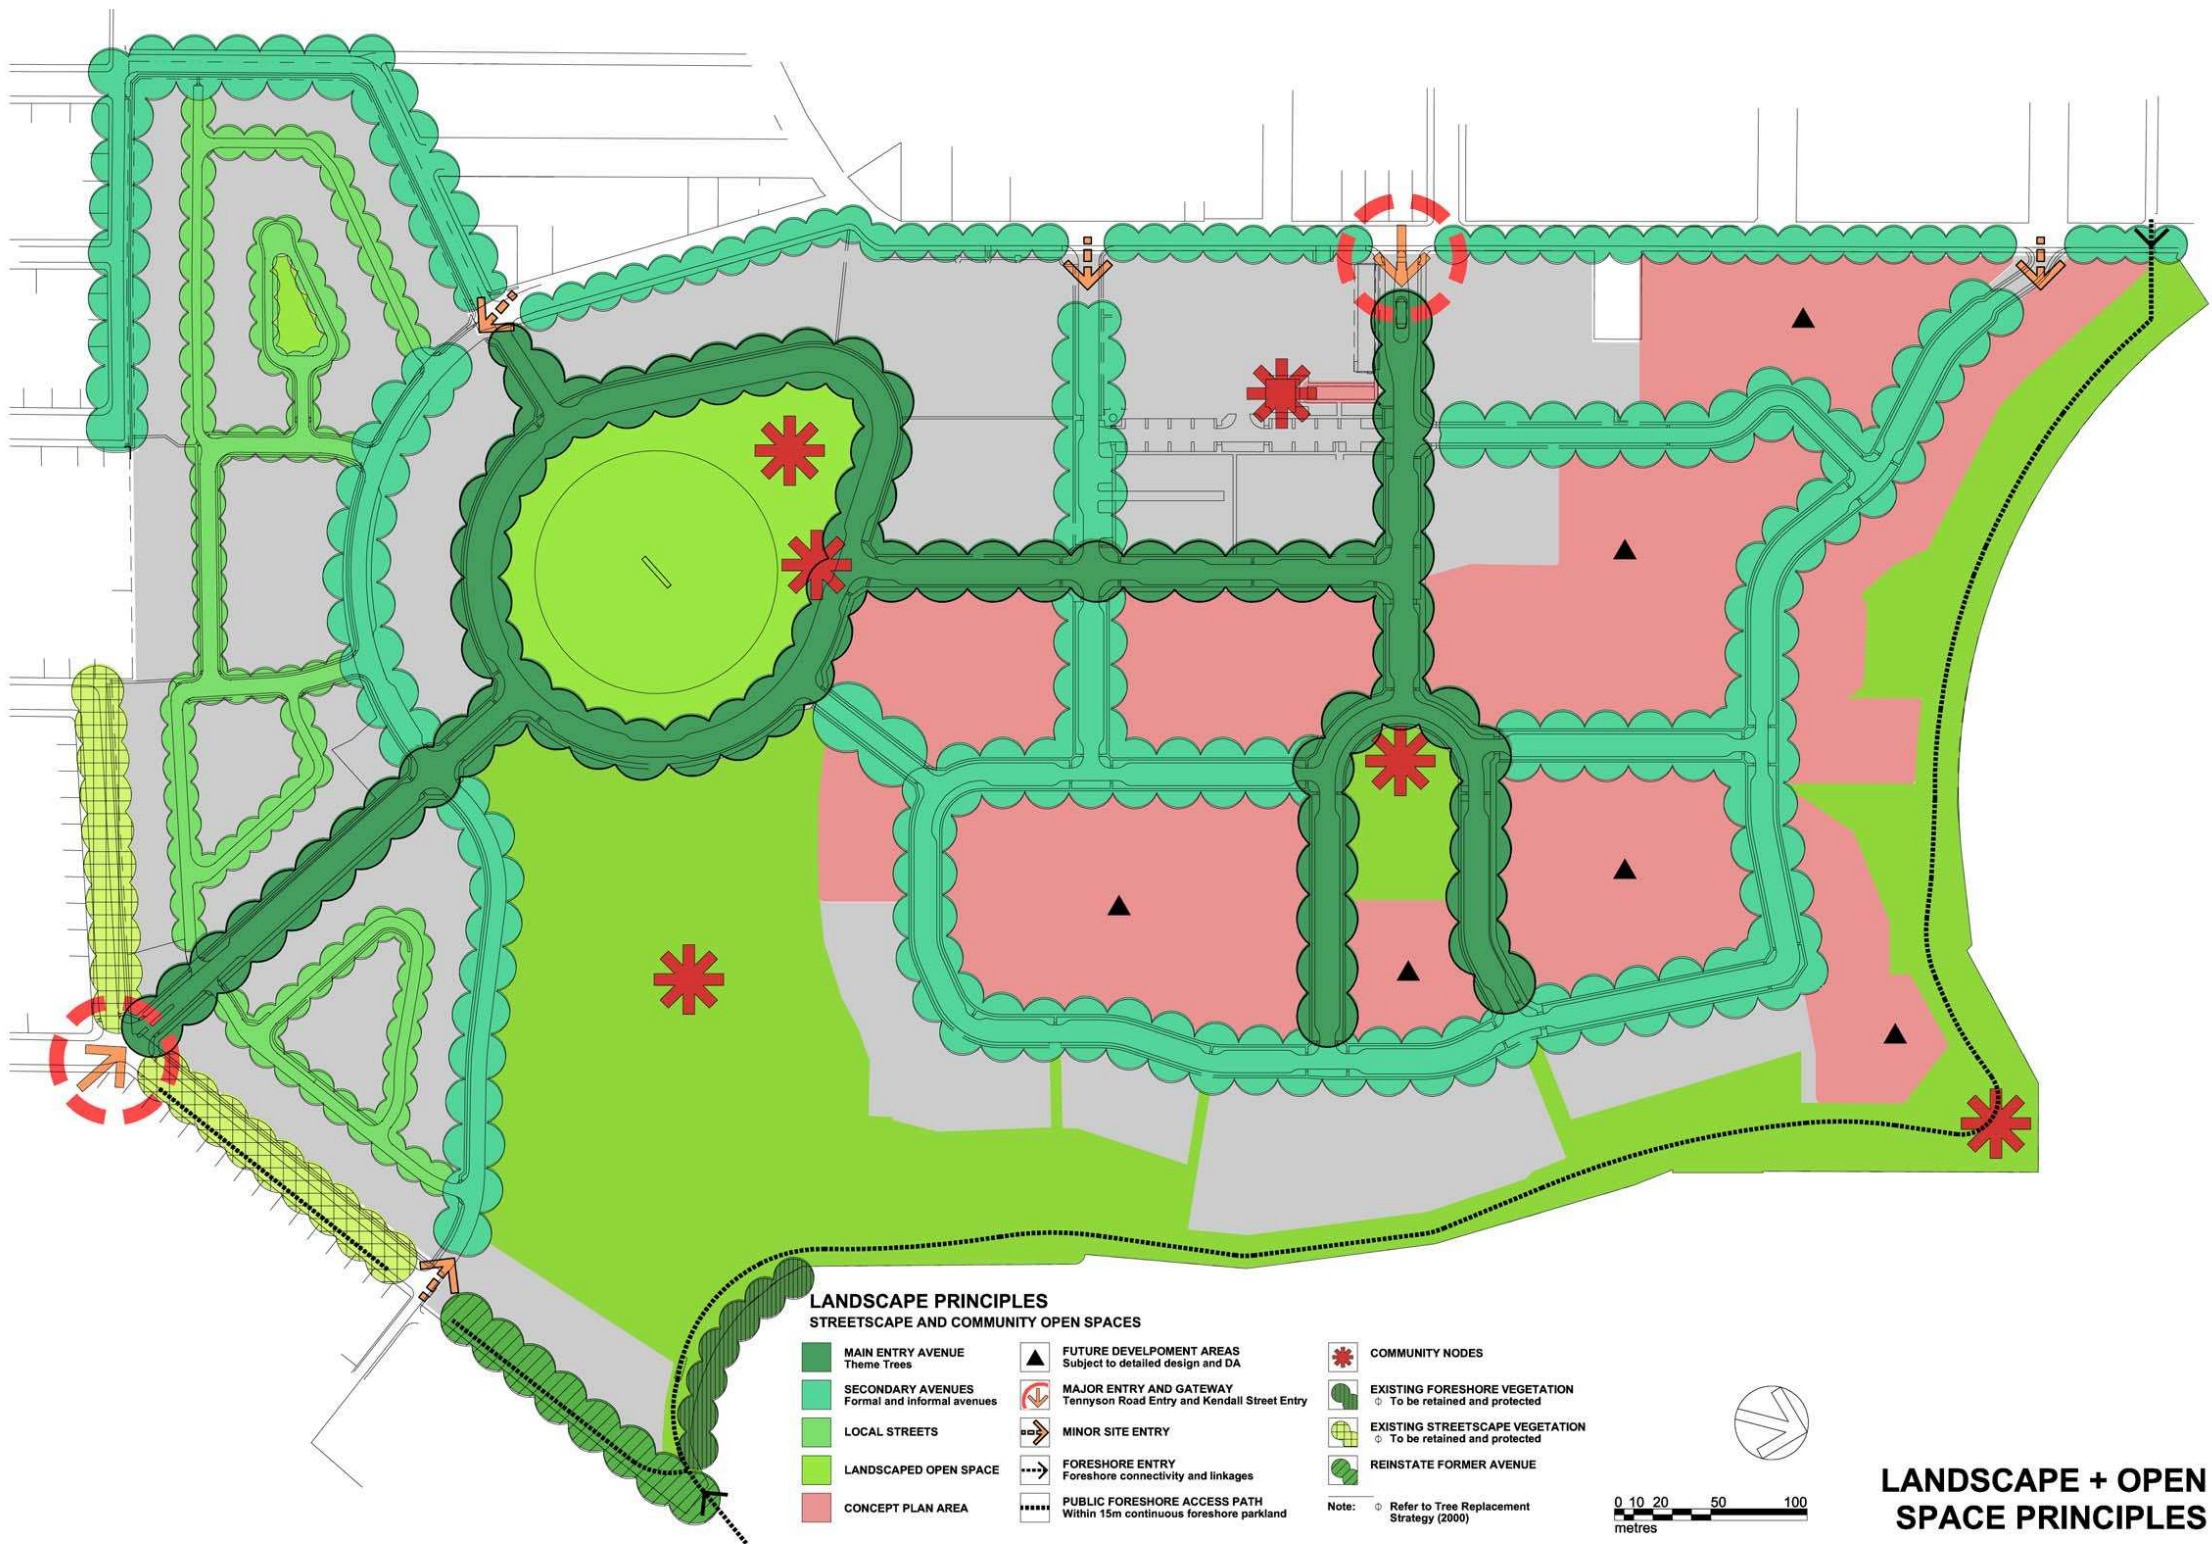 LANDSCAPE PRINCIPLES
STREETSCAPE AND COMMUNITY OPEN SPACES
MAIN ENTRY AVENUE
Theme Trees
SECONDARY AVENUES
Formal and informal avenues
LOCAL STREETS
LANDSCAPED OPEN SPACE
CONCEPT PLAN AREA
FUTURE DEVELPOMENT AREAS
Subject to detailed design and DA
MAJOR ENTRY AND GATEWAY
Tennyson Road Entry and Kendall Street Entry
MINOR SITE ENTRY
FORESHORE ENTRY
Foreshore connectivity and linkages
PUBLIC FORESHORE ACCESS PATH
Within 15m continuous foreshore parkland
COMMUNITY NODES
EXISTING FORESHORE VEGETATION
Φ To be retained and protected
EXISTING STREETSCAPE VEGETATION
Φ To be retained and protected
REINSTATE FORMER AVENUE
Note: Φ Refer to Tree Replacement
Strategy (2000)
0 10 20 50 100
metres
LANDSCAPE + OPEN
SPACE PRINCIPLES